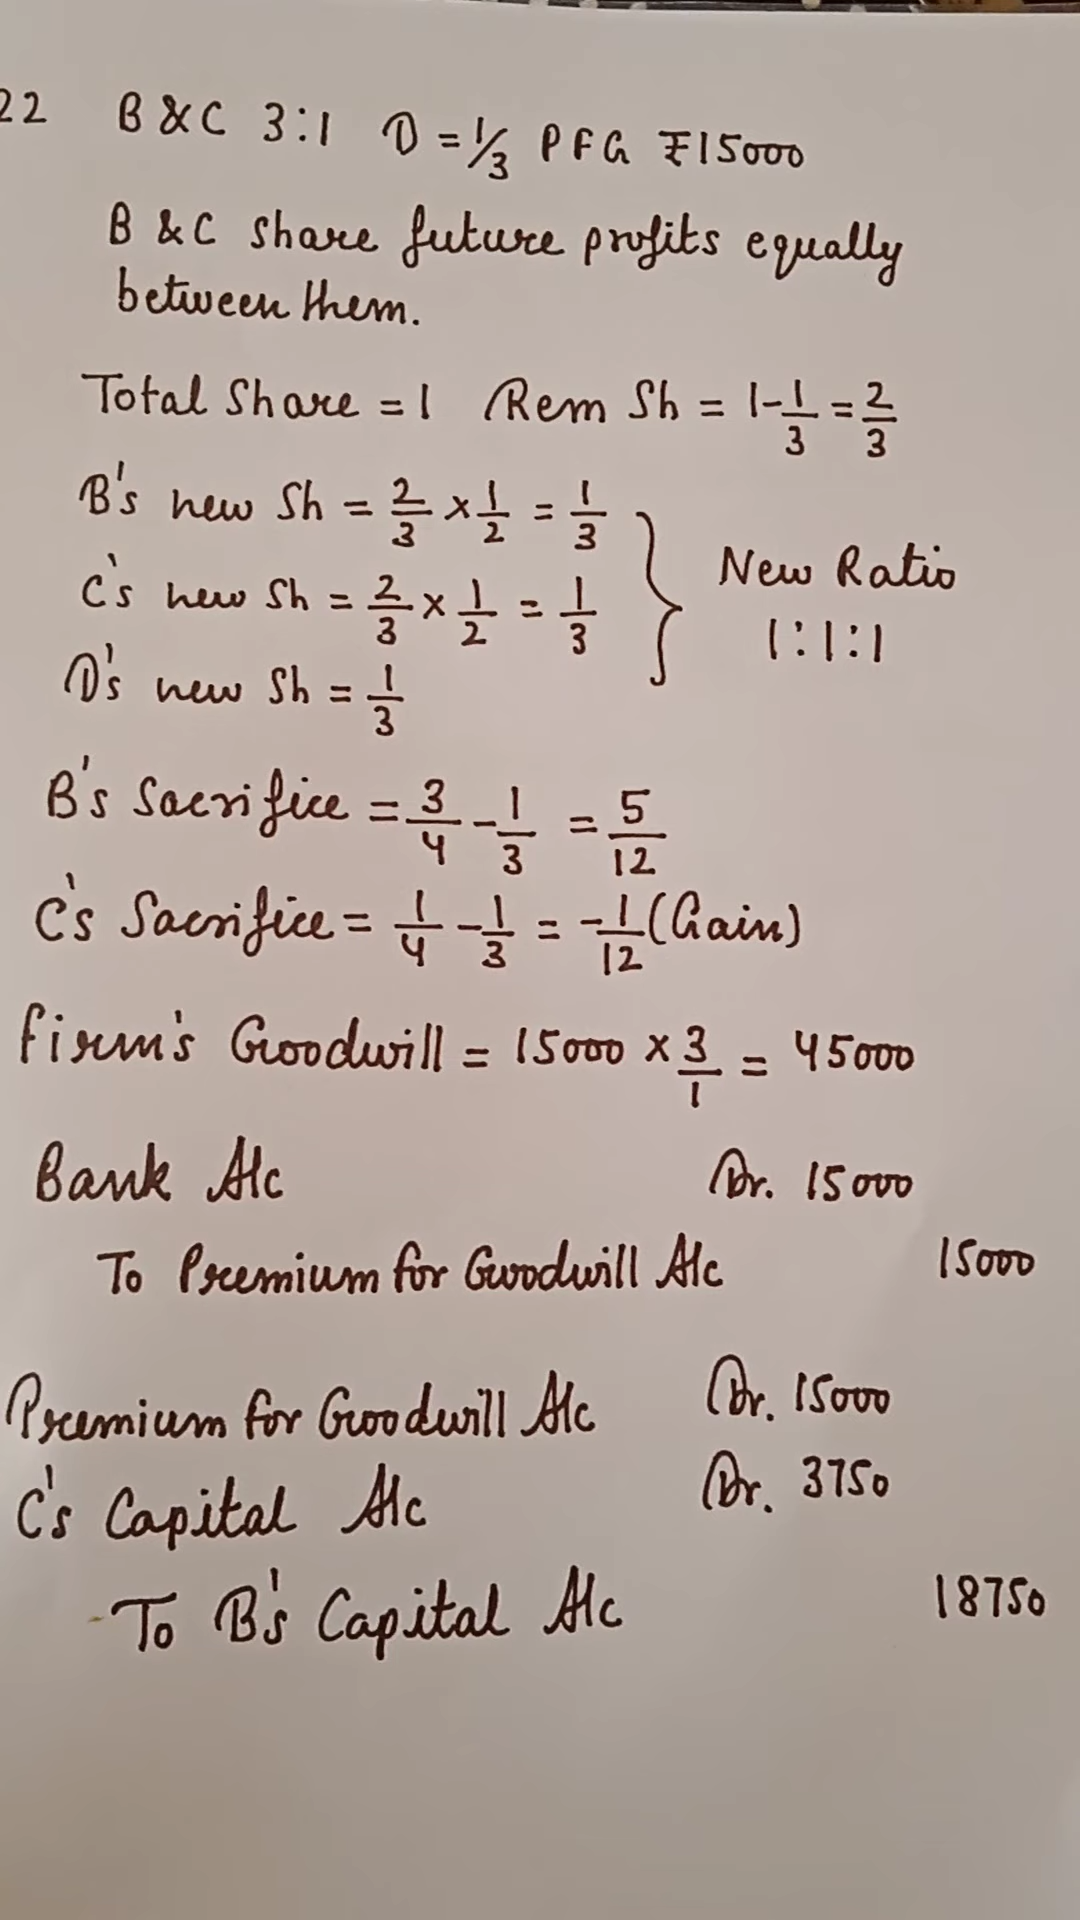 22 B & C 3:1 D = 1/3 PFG ₹15000
B & C share future profits equally
between them.
Total Share = 1 Rem Sh = 1-1/3 = 2/3
B's new Sh = 2/3 × 1/2 = 1/3
C's new Sh = 2/3 × 1/2 = 1/3
D's new Sh = 1/3
New Ratio
1:1:1
B's Sacrifice = 3/4 - 1/3 = 5/12
C's Sacrifice = 1/4 - 1/3 = -1/12 (Gain)
Firm's Goodwill = 15000 × 3/1 = 45000
Bank A/c Dr. 15000
To Premium for Goodwill A/c 15000
Premium for Goodwill A/c Dr. 15000
C's Capital A/c Dr. 3750
To B's Capital A/c 18750